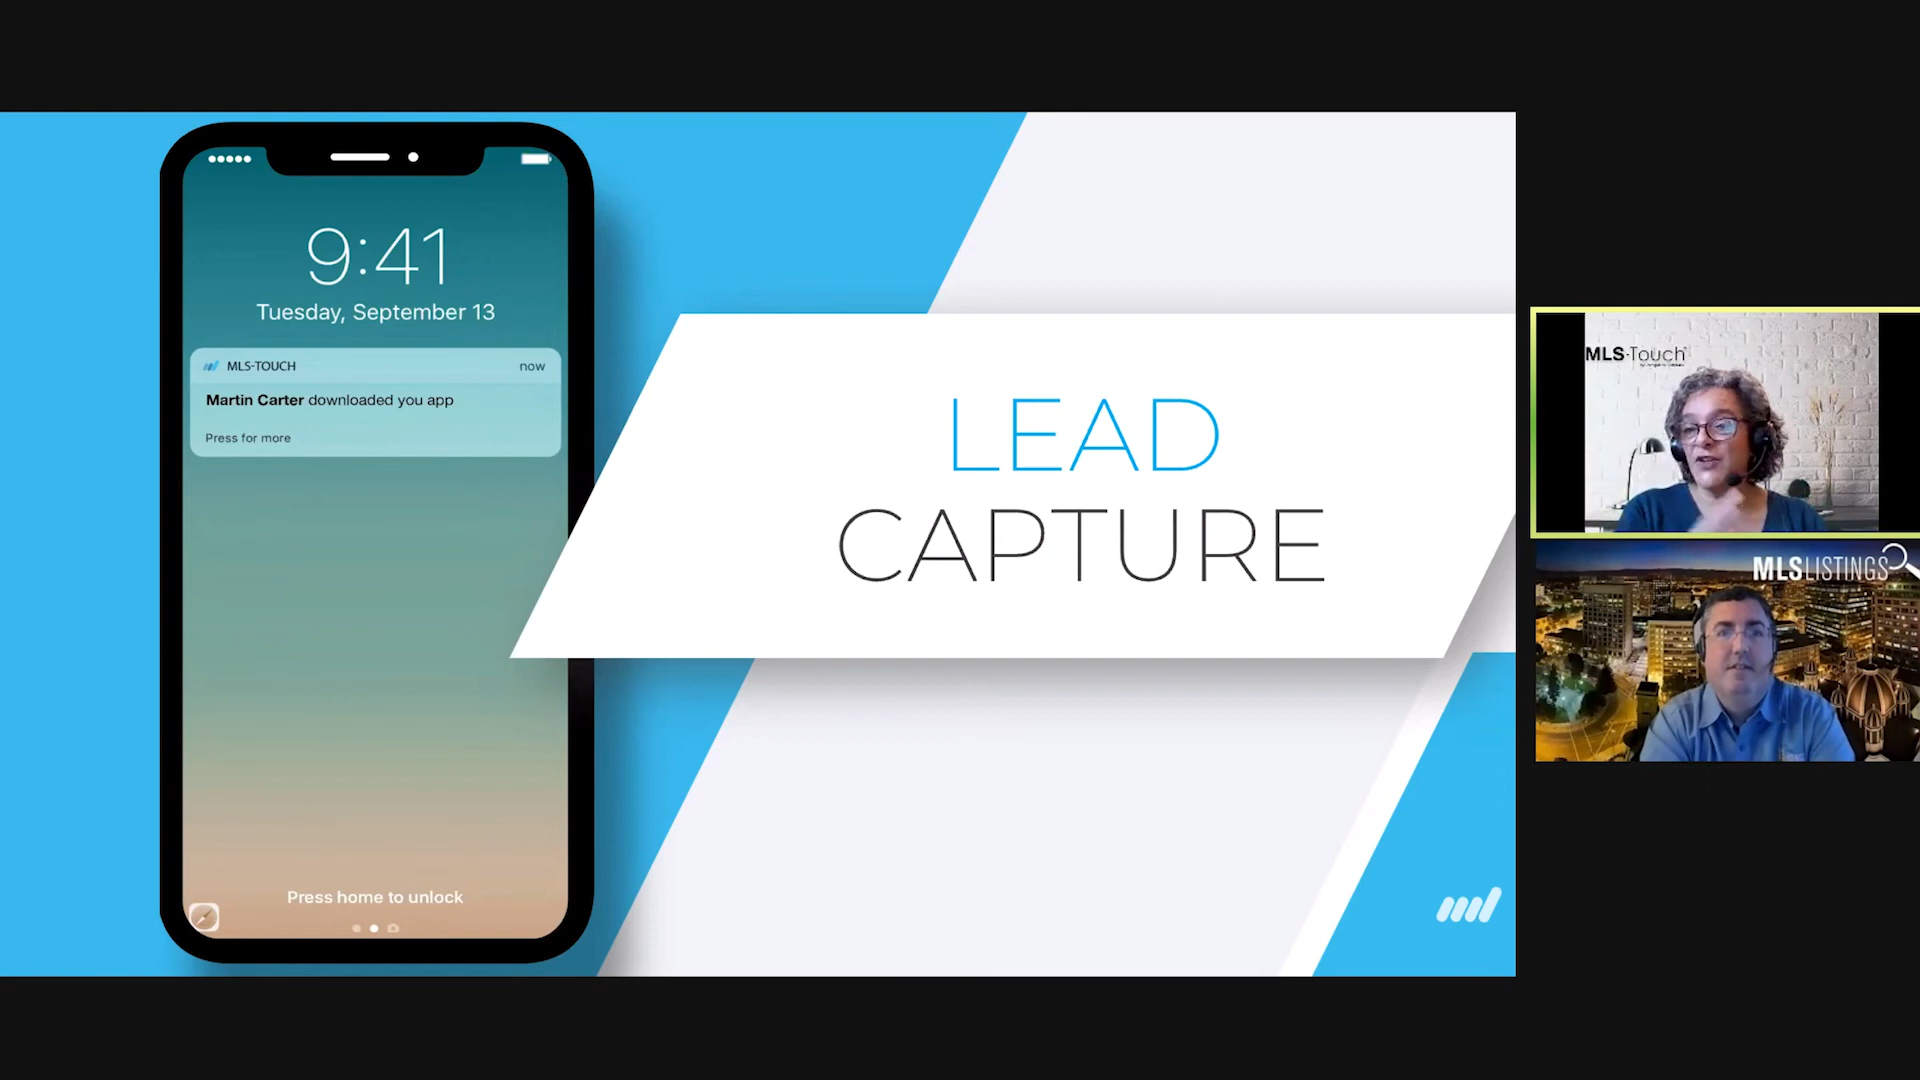 9:41
Tuesday, September 13
MLS-TOUCH now
Martin Carter downloaded you app
Press for more
Press home to unlock
LEAD
CAPTURE
MLS-Touch
MLSLISTINGS